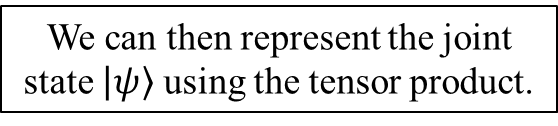 We can then represent the joint
state |ψ⟩ using the tensor product.